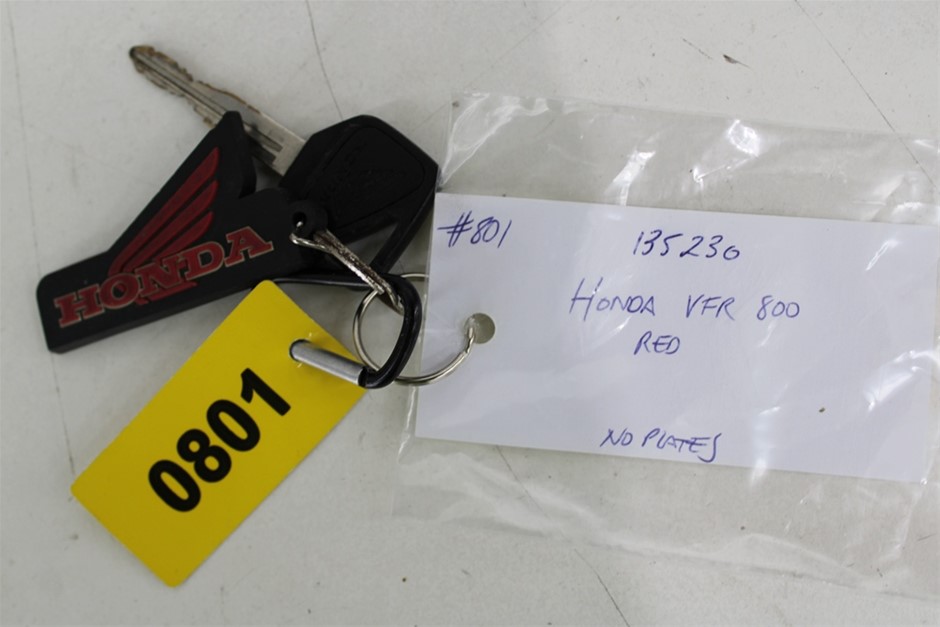 HONDA
0801
#801
135230
HONDA VFR 800
RED
NO PLATES